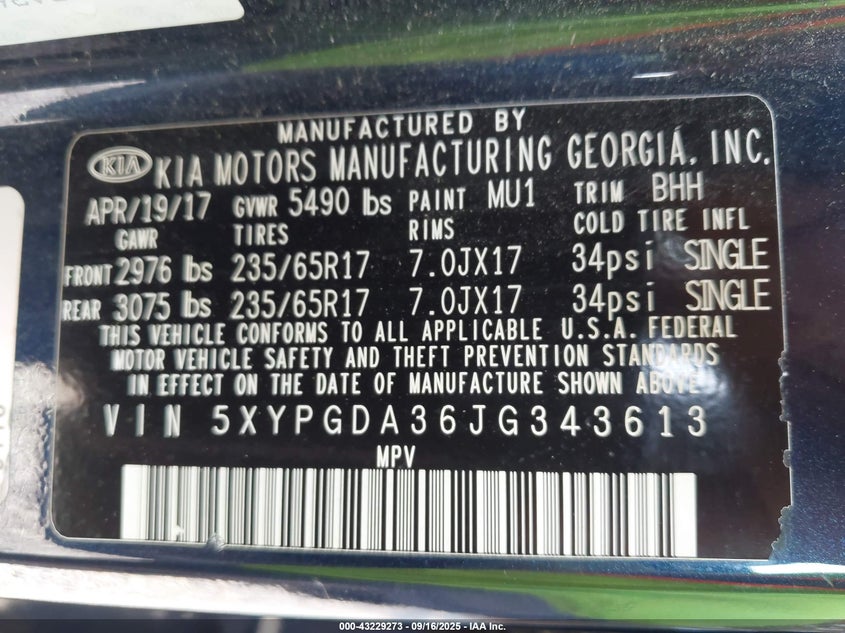 MANUFACTURED BY
KIA KIA MOTORS MANUFACTURING GEORGIA, INC.
APR/19/17 GVWR 5490 lbs PAINT MU1 TRIM BHH
GAWR TIRES RIMS COLD TIRE INFL
FRONT 2976 lbs 235/65R17 7.0JX17 34psi SINGLE
REAR 3075 lbs 235/65R17 7.0JX17 34psi SINGLE
THIS VEHICLE CONFORMS TO ALL APPLICABLE U.S.A. FEDERAL
MOTOR VEHICLE SAFETY AND THEFT PREVENTION STANDARDS
IN EFFECT ON THE DATE OF MANUFACTURE SHOWN ABOVE.
VIN 5XYPGDA36JG343613
MPV
000-43229273 - 09/16/2025 - IAA Inc.